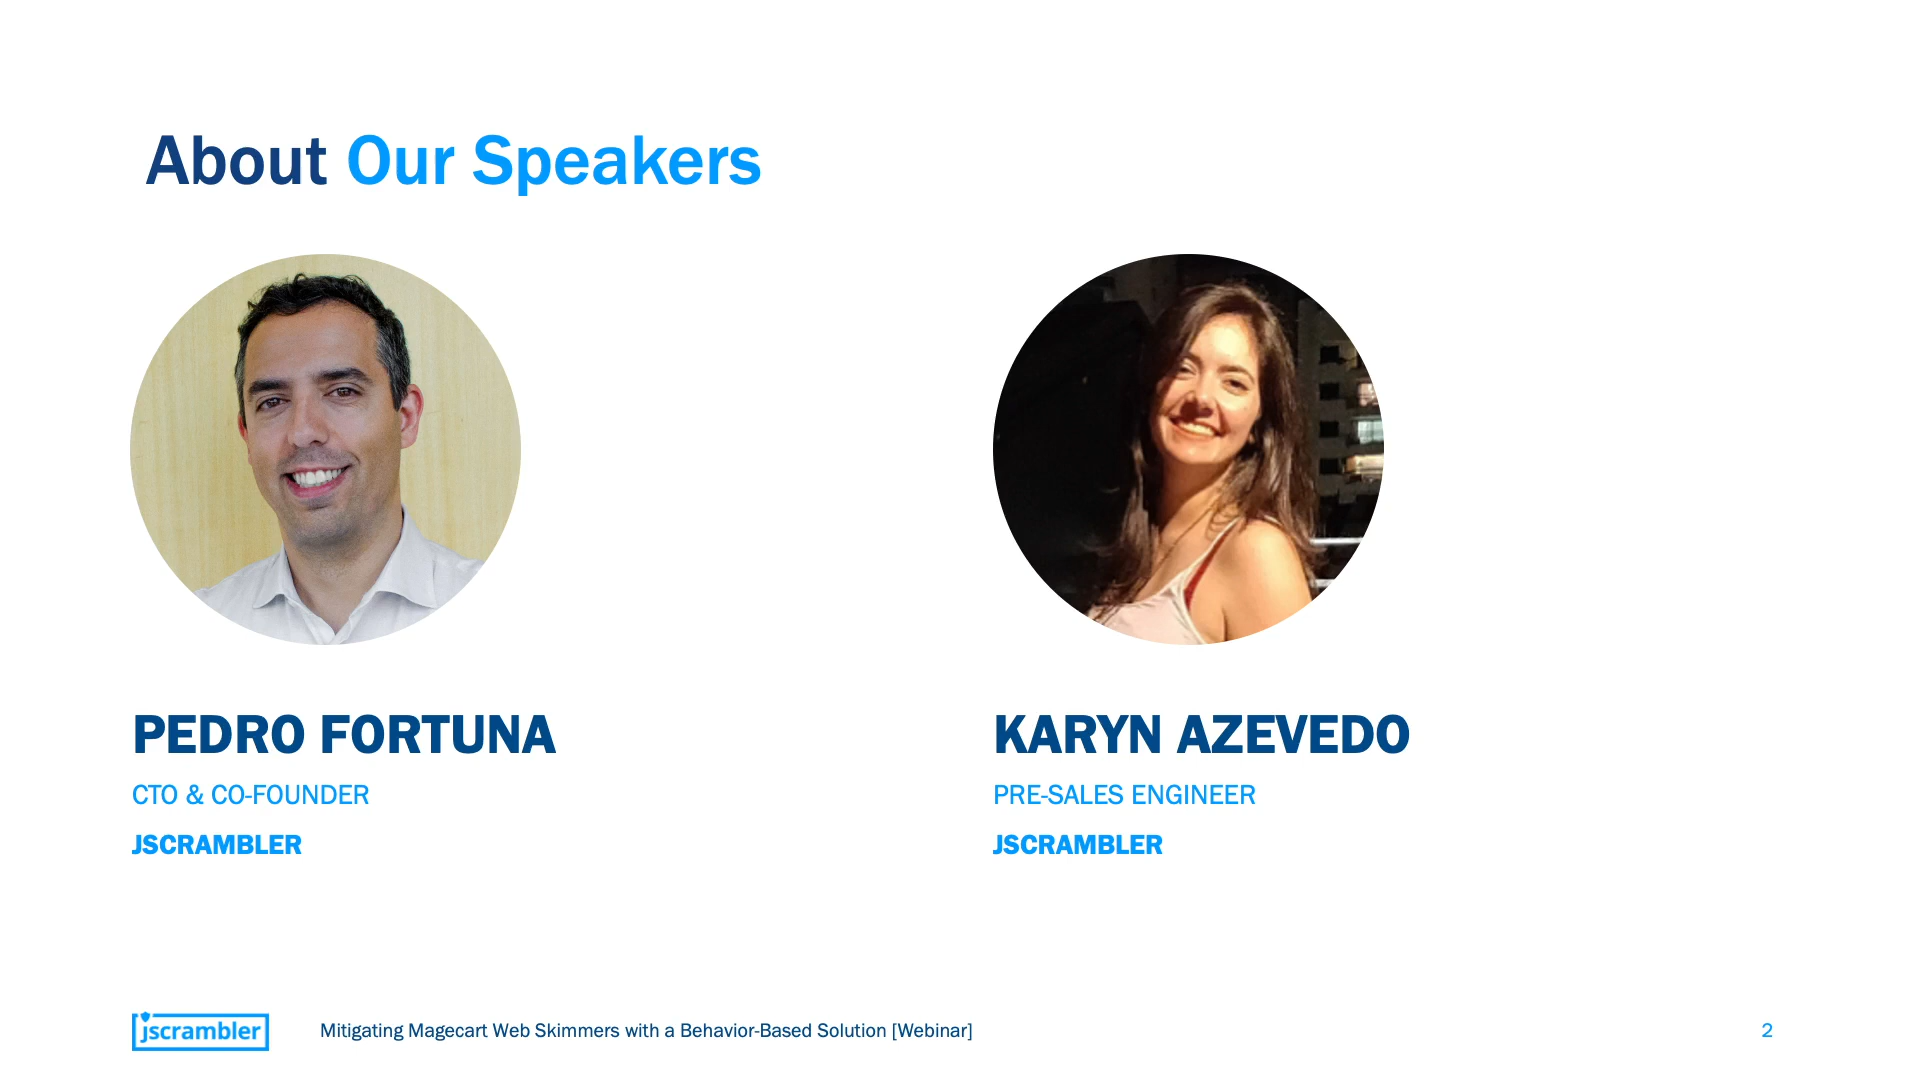 About Our Speakers
PEDRO FORTUNA
CTO & CO-FOUNDER
JSCRAMBLER
KARYN AZEVEDO
PRE-SALES ENGINEER
JSCRAMBLER
jscrambler
Mitigating Magecart Web Skimmers with a Behavior-Based Solution [Webinar]
2